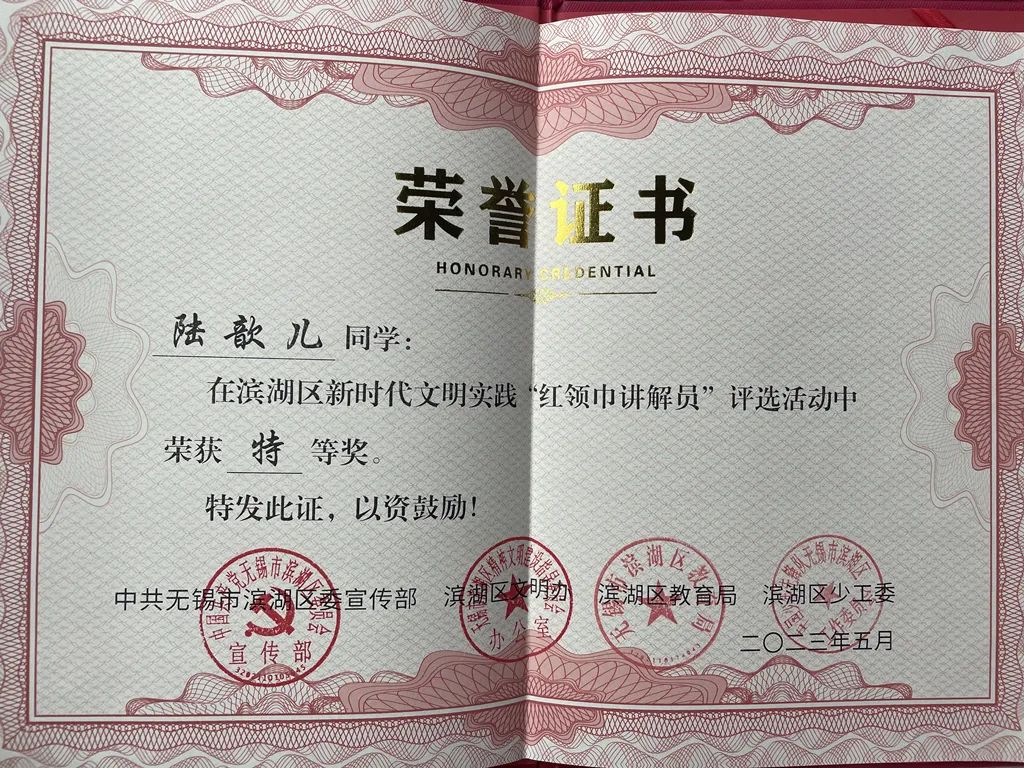 荣誉证书
HONORARY CREDENTIAL
陆歆儿同学：
在滨湖区新时代文明实践“红领巾讲解员”评选活动中
荣获 特 等奖。
特发此证，以资鼓励！
中共无锡市滨湖区委宣传部 滨湖区文明办 滨湖区教育局 滨湖区少工委
二〇二三年五月
宣传部